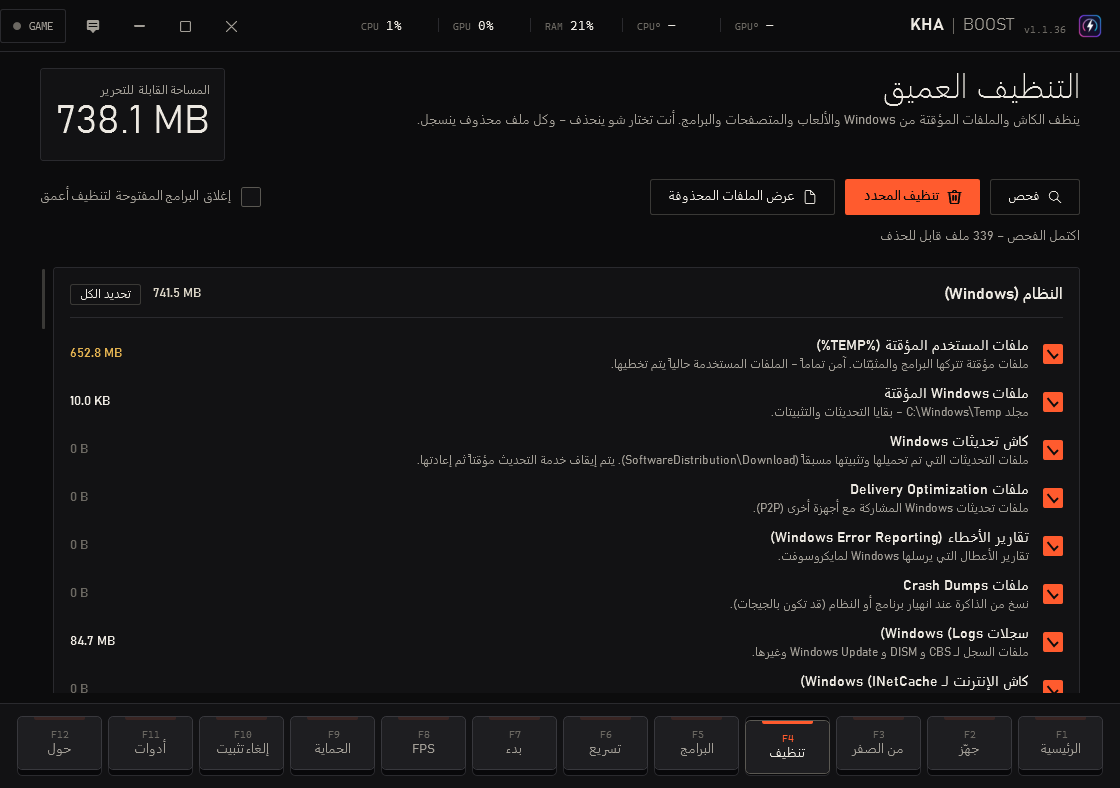 GAME
CPU 1%
GPU 0%
RAM 21%
CPU° —
GPU° —
KHA | BOOST v1.1.36
التنظيف العميق
ينظف الكاش والملفات المؤقتة من Windows والألعاب والمتصفحات والبرامج. أنت تختار شو ينحذف – وكل ملف محذوف ينسجل.
المساحة القابلة للتحرير
738.1 MB
فحص
تنظيف المحدد
عرض الملفات المحذوفة
إغلاق البرامج المفتوحة لتنظيف أعمق
اكتمل الفحص – 339 ملف قابل للحذف
النظام (Windows)
741.5 MB
تحديد الكل
ملفات المستخدم المؤقتة (%TEMP%)
ملفات مؤقتة تتركها البرامج والمثبّتات. آمن تماماً – الملفات المستخدمة حالياً يتم تخطيها.
652.8 MB
ملفات Windows المؤقتة
مجلد C:\Windows\Temp – بقايا التحديثات والتثبيتات.
10.0 KB
كاش تحديثات Windows
ملفات التحديثات التي تم تحميلها وتثبيتها مسبقاً (SoftwareDistribution\Download). يتم إيقاف خدمة التحديث مؤقتاً ثم إعادتها.
0 B
ملفات Delivery Optimization
ملفات تحديثات Windows المشاركة مع أجهزة أخرى (P2P).
0 B
تقارير الأخطاء (Windows Error Reporting)
تقارير الأعطال التي يرسلها Windows لمايكروسوفت.
0 B
ملفات Crash Dumps
نسخ من الذاكرة عند انهيار برنامج أو النظام (قد تكون بالجيجات).
0 B
سجلات Windows (Logs)
ملفات السجل لـ CBS و DISM و Windows Update وغيرها.
84.7 MB
كاش الإنترنت لـ Windows (INetCache)
0 B
F1 الرئيسية
F2 جهّز
F3 من الصفر
F4 تنظيف
F5 البرامج
F6 تسريع
F7 بدء
F8 FPS
F9 الحماية
F10 إلغاء تثبيت
F11 أدوات
F12 حول